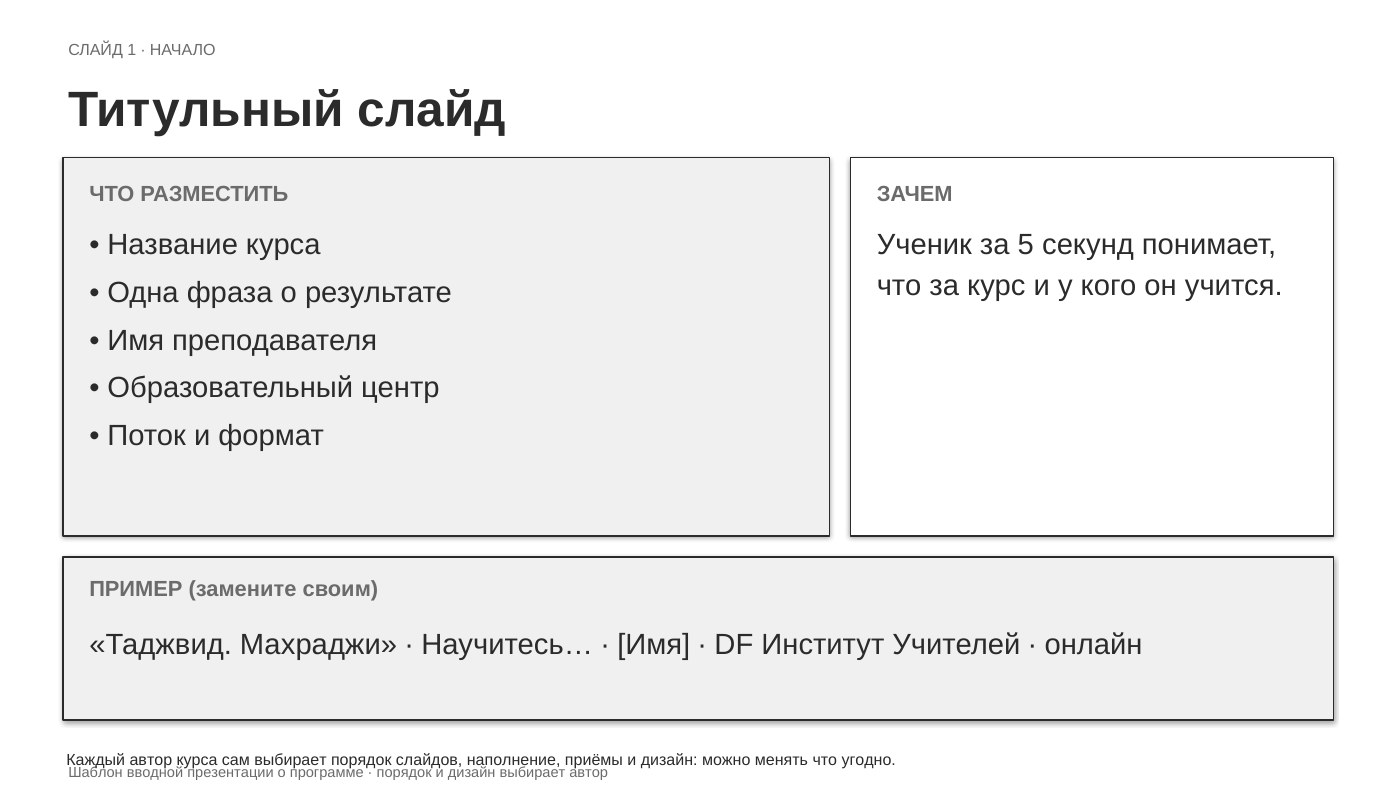 СЛАЙД 1 · НАЧАЛО
Титульный слайд
ЧТО РАЗМЕСТИТЬ
• Название курса
• Одна фраза о результате
• Имя преподавателя
• Образовательный центр
• Поток и формат
ЗАЧЕМ
Ученик за 5 секунд понимает,
что за курс и у кого он учится.
ПРИМЕР (замените своим)
«Таджвид. Махраджи» · Научитесь… · [Имя] · DF Институт Учителей · онлайн
Каждый автор курса сам выбирает порядок слайдов, наполнение, приёмы и дизайн: можно менять что угодно.
Шаблон вводной презентации о программе · порядок и дизайн выбирает автор